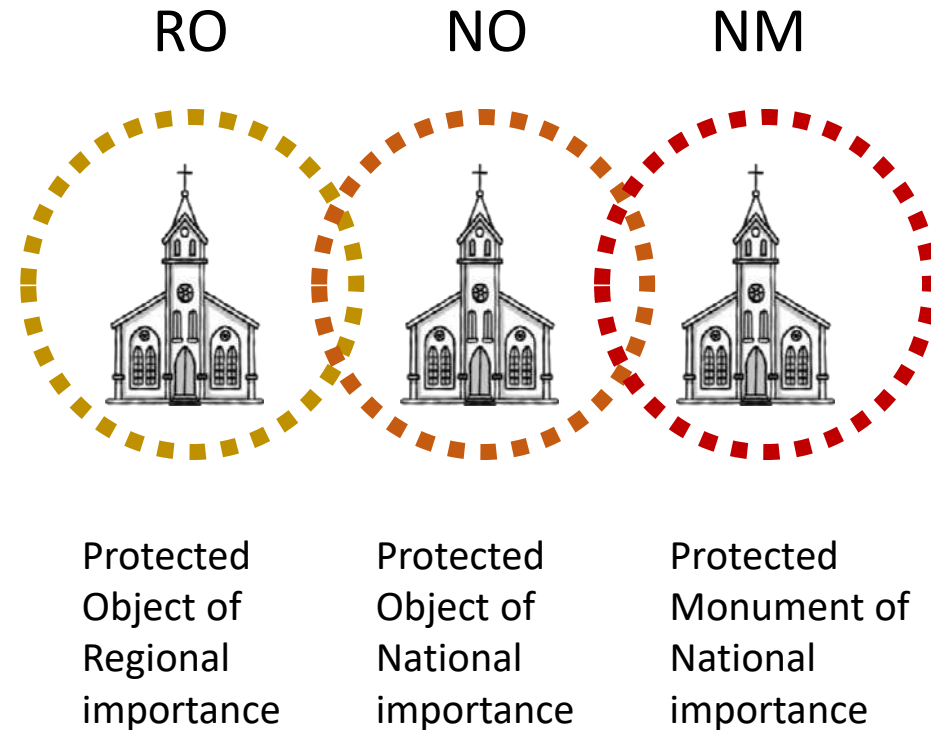 RO
NO
NM
Protected
Object of
Regional
importance
Protected
Object of
National
importance
Protected
Monument of
National
importance